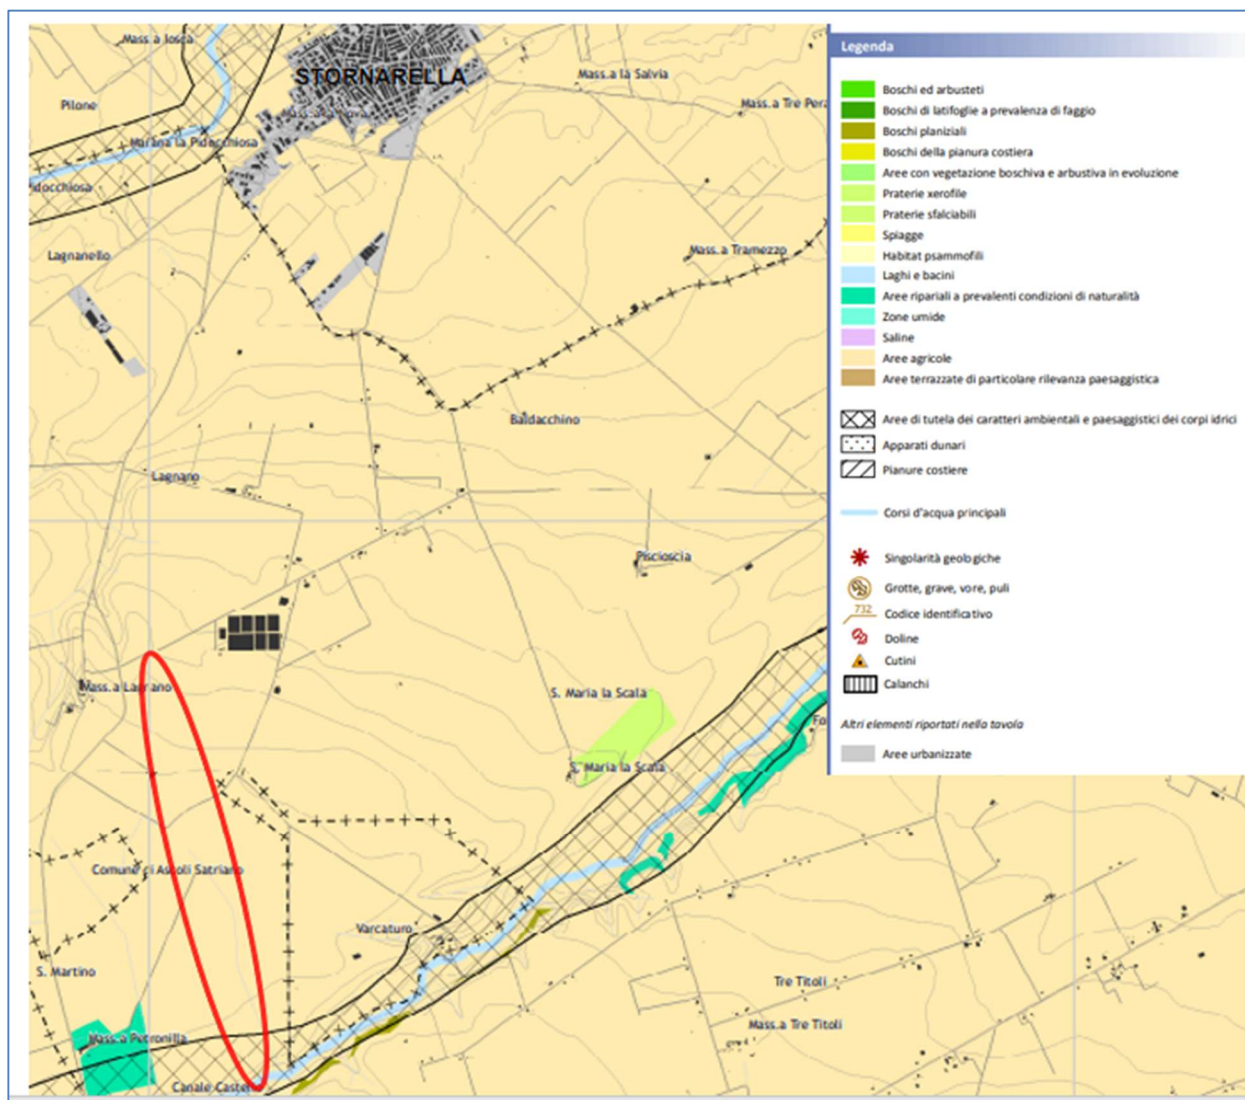 Mass.a Iosca
STORNARELLA
Mass.a la Salvia
Pilone
Mass.a Tre Pera
Marana la Pidocchiosa
idocchiosa
Lagnanello
Mass.a Tramezzo
Baldacchino
Lagnano
Piscioscia
Mass.a Lagnano
S. Maria la Scala
S. Maria la Scala
Fo
Comune di Ascoli Satriano
Varcaturo
S. Martino
Tre Titoli
Mass.a Tre Titoli
Mass.a Petronilla
Canale Castello
Legenda
Boschi ed arbusteti
Boschi di latifoglie a prevalenza di faggio
Boschi planiziali
Boschi della pianura costiera
Aree con vegetazione boschiva e arbustiva in evoluzione
Praterie xerofile
Praterie sfalciabili
Spiagge
Habitat psammofili
Laghi e bacini
Aree ripariali a prevalenti condizioni di naturalità
Zone umide
Saline
Aree agricole
Aree terrazzate di particolare rilevanza paesaggistica
Aree di tutela dei caratteri ambientali e paesaggistici dei corpi idrici
Apparati dunari
Pianure costiere
Corsi d'acqua principali
Singolarità geologiche
Grotte, grave, vore, puli
732 Codice identificativo
Doline
Cutini
Calanchi
Altri elementi riportati nella tavola
Aree urbanizzate